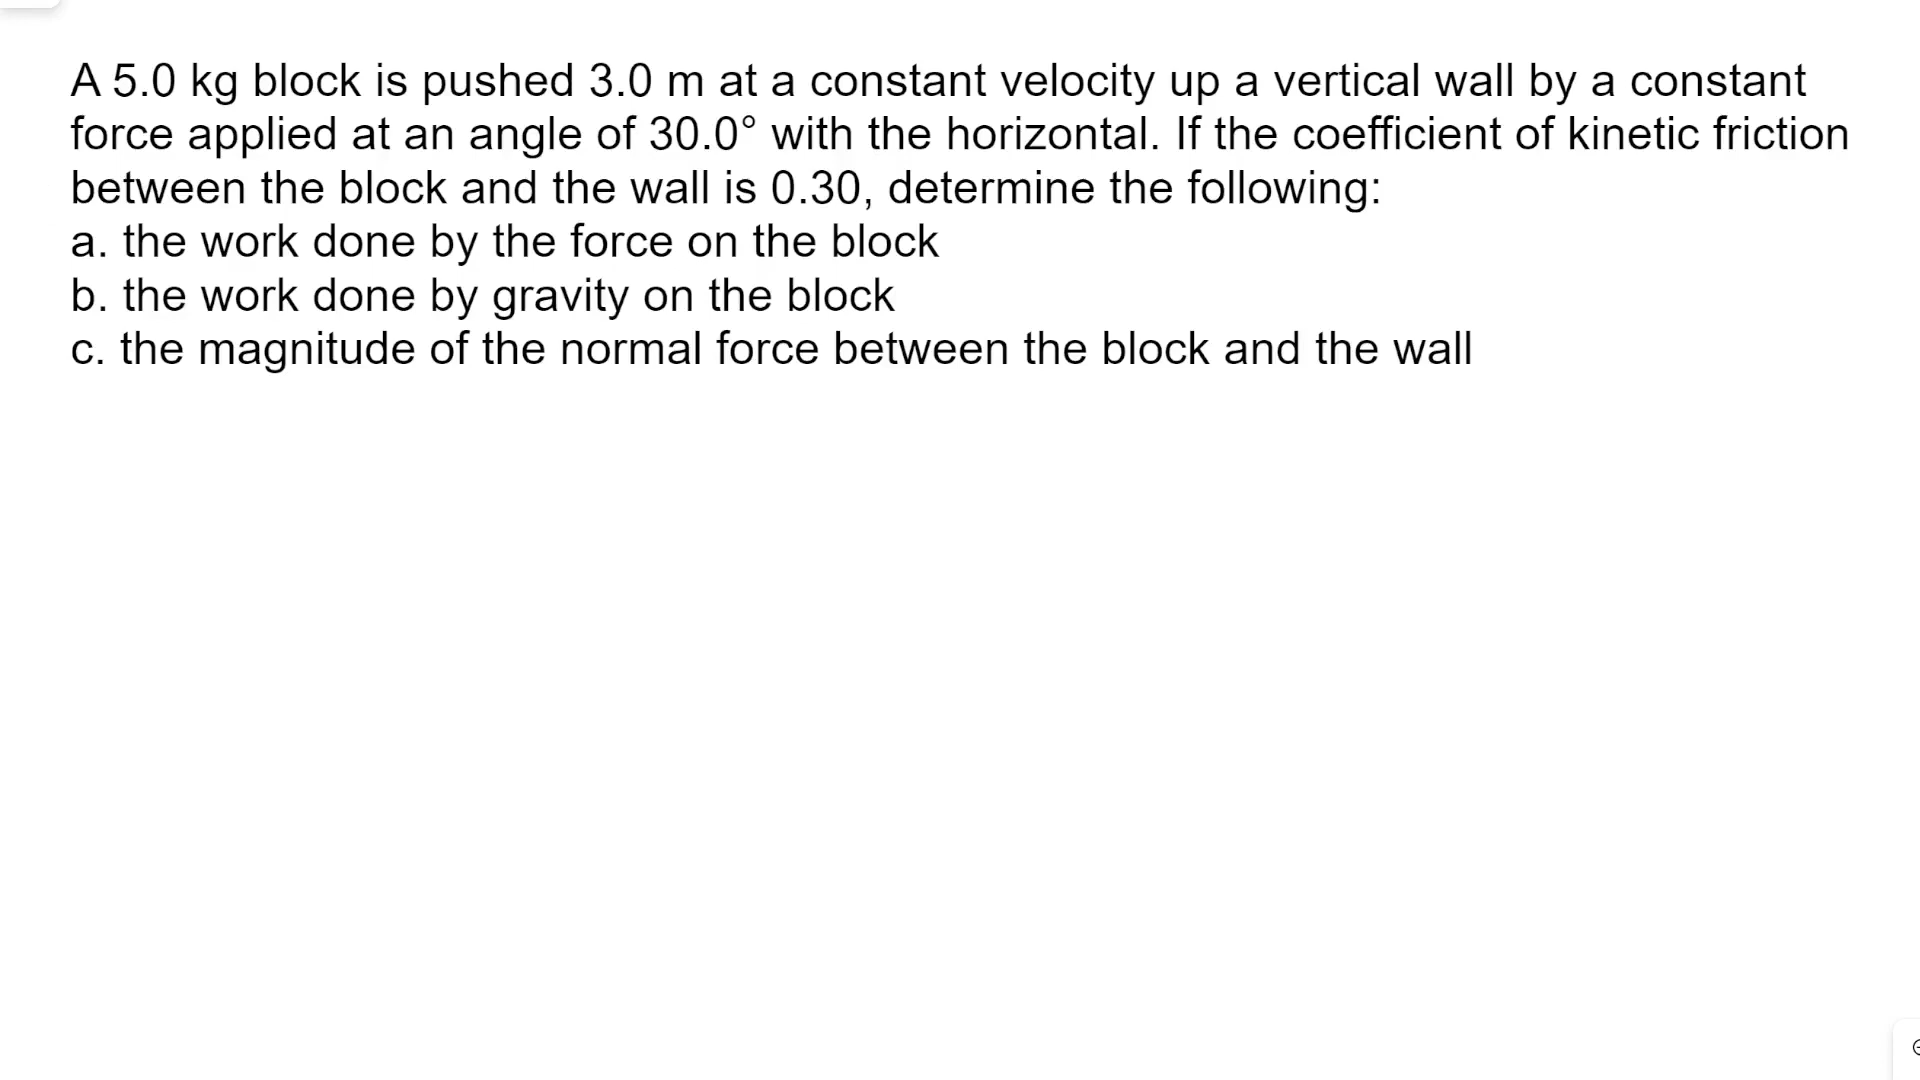 A 5.0 kg block is pushed 3.0 m at a constant velocity up a vertical wall by a constant
force applied at an angle of 30.0° with the horizontal. If the coefficient of kinetic friction
between the block and the wall is 0.30, determine the following:
a. the work done by the force on the block
b. the work done by gravity on the block
c. the magnitude of the normal force between the block and the wall